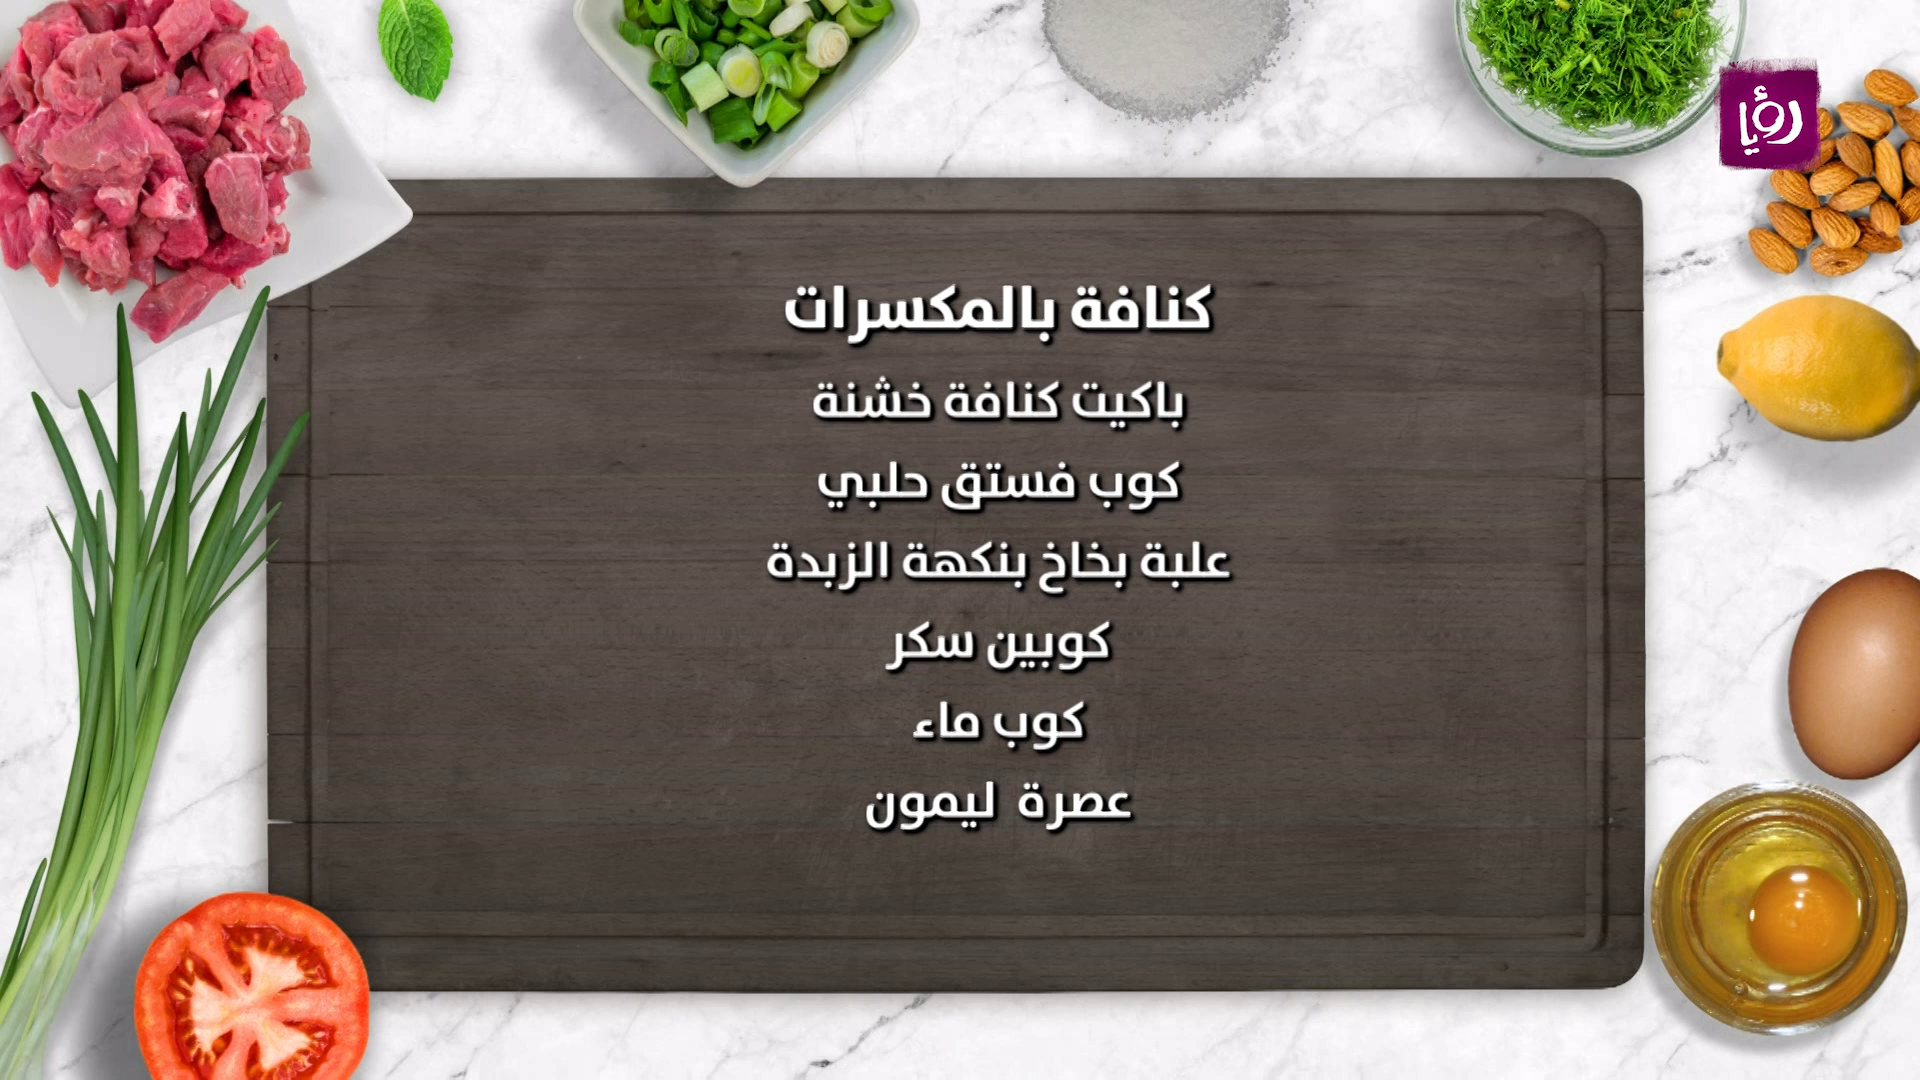 رؤيا
كنافة بالمكسرات
باكيت كنافة خشنة
كوب فستق حلبي
علبة بخاخ بنكهة الزبدة
كوبين سكر
كوب ماء
عصرة ليمون